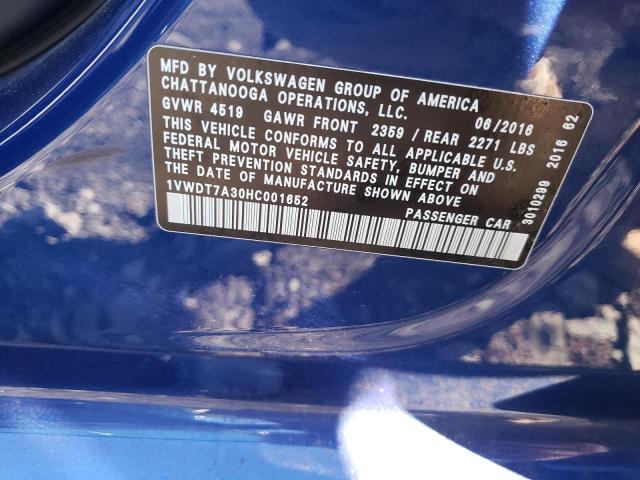 MFD BY VOLKSWAGEN GROUP OF AMERICA
CHATTANOOGA OPERATIONS, LLC.
06/2016
GVWR 4519 GAWR FRONT 2359 / REAR 2271 LBS
THIS VEHICLE CONFORMS TO ALL APPLICABLE U.S.
FEDERAL MOTOR VEHICLE SAFETY, BUMPER AND
THEFT PREVENTION STANDARDS IN EFFECT ON
THE DATE OF MANUFACTURE SHOWN ABOVE
1VWDT7A30HC001652
PASSENGER CAR
3010299 2016 62